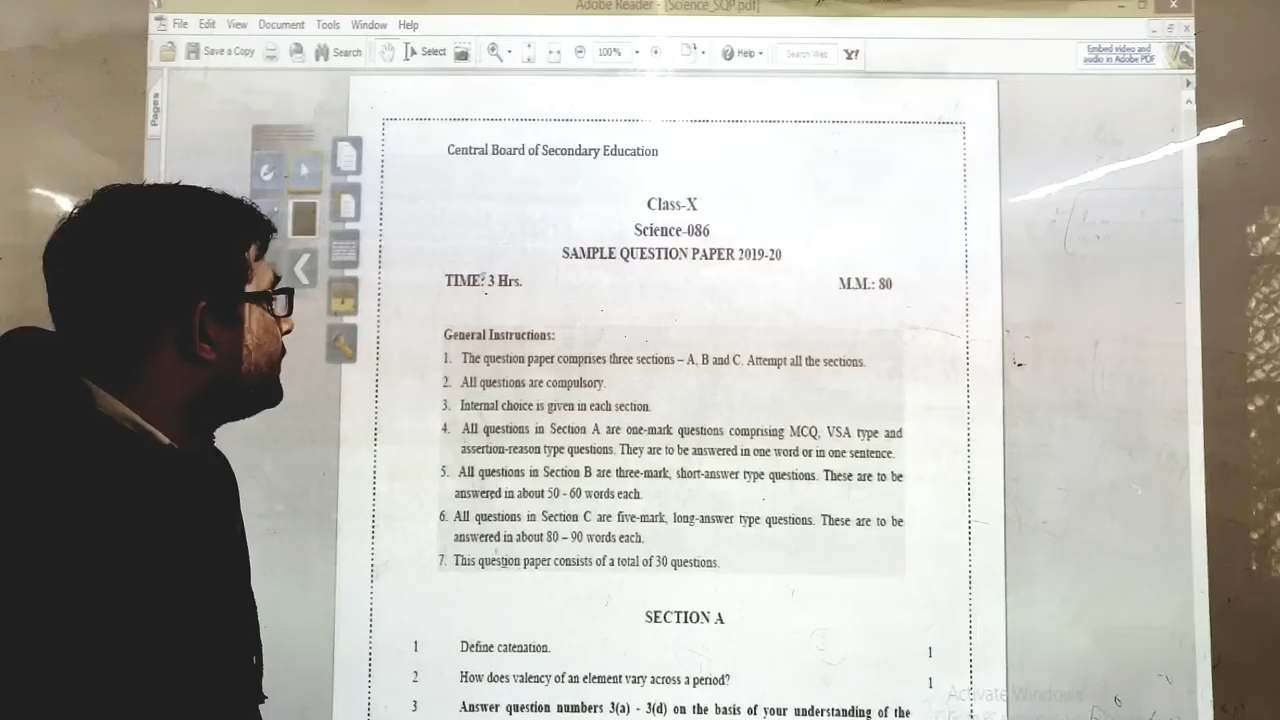 Adobe Reader - [Science_SQP.pdf]
File Edit View Document Tools Window Help
Save a Copy Search Select 100% Help Search Web Y!
Embed video and
audio in Adobe PDF
Pages
Central Board of Secondary Education
Class-X
Science-086
SAMPLE QUESTION PAPER 2019-20
TIME: 3 Hrs. M.M.: 80
General Instructions:
1. The question paper comprises three sections – A, B and C. Attempt all the sections.
2. All questions are compulsory.
3. Internal choice is given in each section.
4. All questions in Section A are one-mark questions comprising MCQ, VSA type and
assertion-reason type questions. They are to be answered in one word or in one sentence.
5. All questions in Section B are three-mark, short-answer type questions. These are to be
answered in about 50 - 60 words each.
6. All questions in Section C are five-mark, long-answer type questions. These are to be
answered in about 80 – 90 words each.
7. This question paper consists of a total of 30 questions.
SECTION A
1 Define catenation. 1
2 How does valency of an element vary across a period? 1
3 Answer question numbers 3(a) - 3(d) on the basis of your understanding of the
Activate Windows